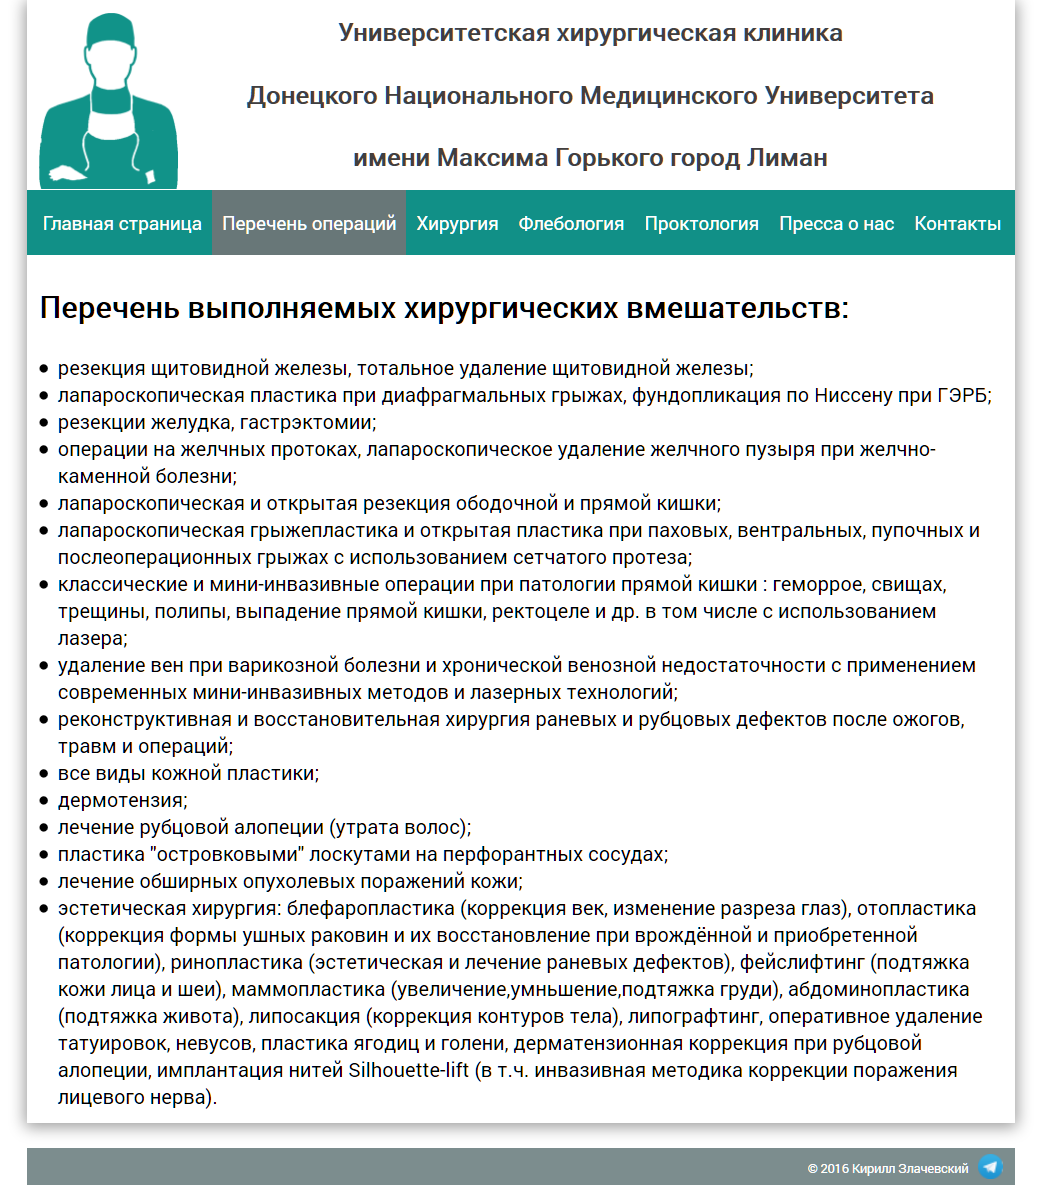 Университетская хирургическая клиника
Донецкого Национального Медицинского Университета
имени Максима Горького город Лиман
Главная страница Перечень операций Хирургия Флебология Проктология Пресса о нас Контакты
Перечень выполняемых хирургических вмешательств:
резекция щитовидной железы, тотальное удаление щитовидной железы;
лапароскопическая пластика при диафрагмальных грыжах, фундопликация по Ниссену при ГЭРБ;
резекции желудка, гастрэктомии;
операции на желчных протоках, лапароскопическое удаление желчного пузыря при желчно-
каменной болезни;
лапароскопическая и открытая резекция ободочной и прямой кишки;
лапароскопическая грыжепластика и открытая пластика при паховых, вентральных, пупочных и
послеоперационных грыжах с использованием сетчатого протеза;
классические и мини-инвазивные операции при патологии прямой кишки : геморрое, свищах,
трещины, полипы, выпадение прямой кишки, ректоцеле и др. в том числе с использованием
лазера;
удаление вен при варикозной болезни и хронической венозной недостаточности с применением
современных мини-инвазивных методов и лазерных технологий;
реконструктивная и восстановительная хирургия раневых и рубцовых дефектов после ожогов,
травм и операций;
все виды кожной пластики;
дермотензия;
лечение рубцовой алопеции (утрата волос);
пластика "островковыми" лоскутами на перфорантных сосудах;
лечение обширных опухолевых поражений кожи;
эстетическая хирургия: блефаропластика (коррекция век, изменение разреза глаз), отопластика
(коррекция формы ушных раковин и их восстановление при врождённой и приобретенной
патологии), ринопластика (эстетическая и лечение раневых дефектов), фейслифтинг (подтяжка
кожи лица и шеи), маммопластика (увеличение,умньшение,подтяжка груди), абдоминопластика
(подтяжка живота), липосакция (коррекция контуров тела), липографтинг, оперативное удаление
татуировок, невусов, пластика ягодиц и голени, дерматензионная коррекция при рубцовой
алопеции, имплантация нитей Silhouette-lift (в т.ч. инвазивная методика коррекции поражения
лицевого нерва).
© 2016 Кирилл Злачевский